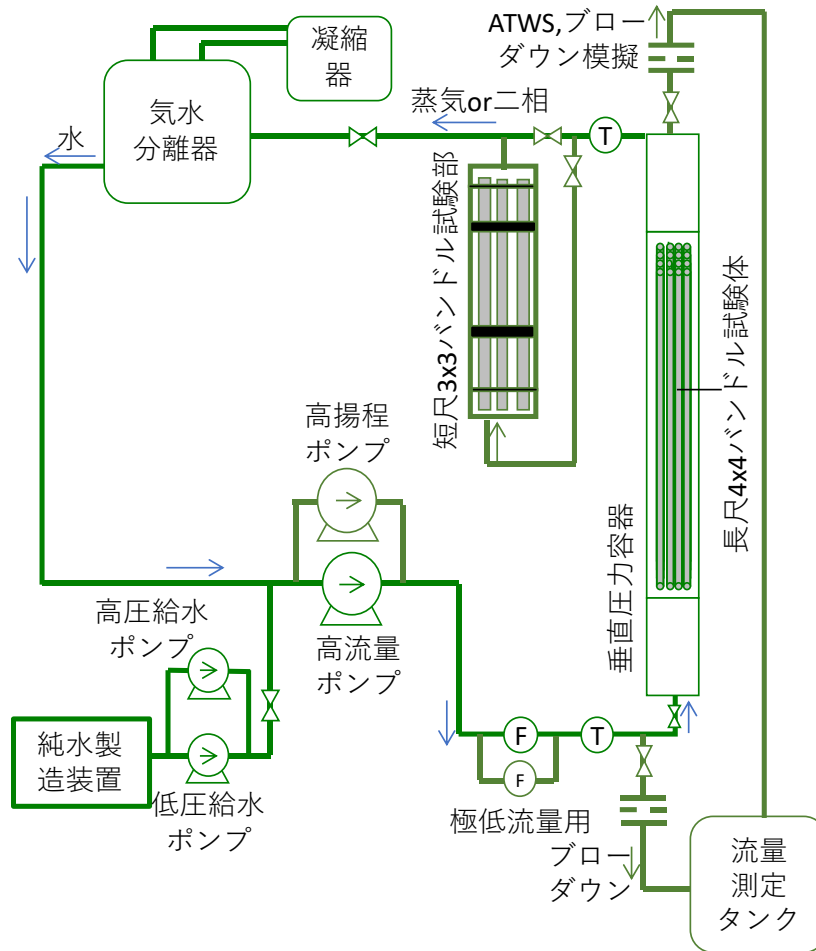 凝縮
器
ATWS,ブロー
ダウン模擬
気水
分離器
蒸気or二相
水
T
短尺3x3バンドル試験部
長尺4x4バンドル試験体
垂直圧力容器
高揚程
ポンプ
高圧給水
ポンプ
高流量
ポンプ
純水製
造装置
低圧給水
ポンプ
F
T
F
極低流量用
ブロー
ダウン
流量
測定
タンク